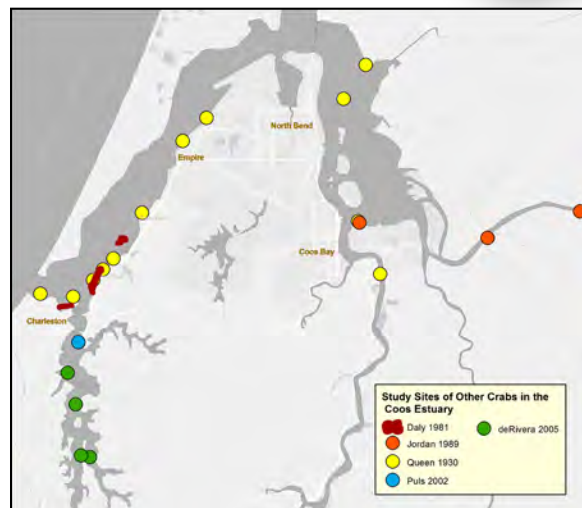 North Bend
Empire
Coos Bay
Charleston
Study Sites of Other Crabs in the
Coos Estuary
Daly 1981
deRivera 2005
Jordan 1989
Queen 1930
Puls 2002